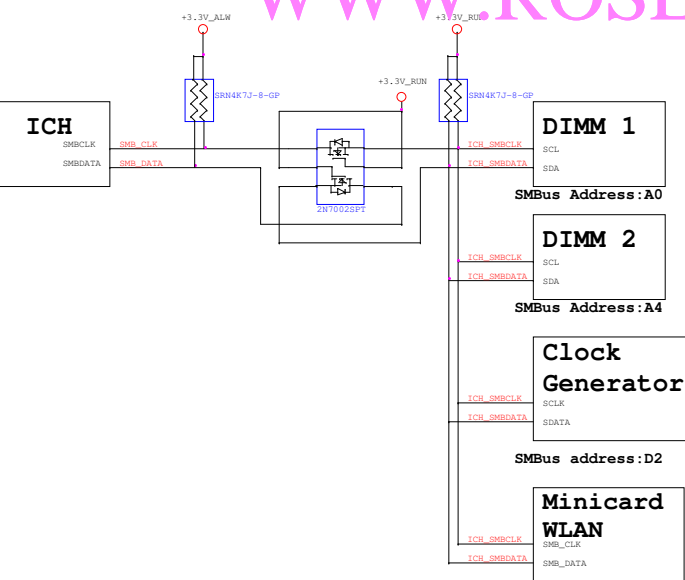 WWW.ROSE
+3.3V_ALW
SRN4K7J-8-GP
+3.3V_RUN
SRN4K7J-8-GP
+3.3V_RUN
ICH
SMBCLK
SMBDATA
SMB_CLK
SMB_DATA
2N7002SPT
ICH_SMBCLK
ICH_SMBDATA
DIMM 1
SCL
SDA
SMBus Address:A0
ICH_SMBCLK
ICH_SMBDATA
DIMM 2
SCL
SDA
SMBus Address:A4
ICH_SMBCLK
ICH_SMBDATA
Clock
Generator
SCLK
SDATA
SMBus address:D2
ICH_SMBCLK
ICH_SMBDATA
Minicard
WLAN
SMB_CLK
SMB_DATA